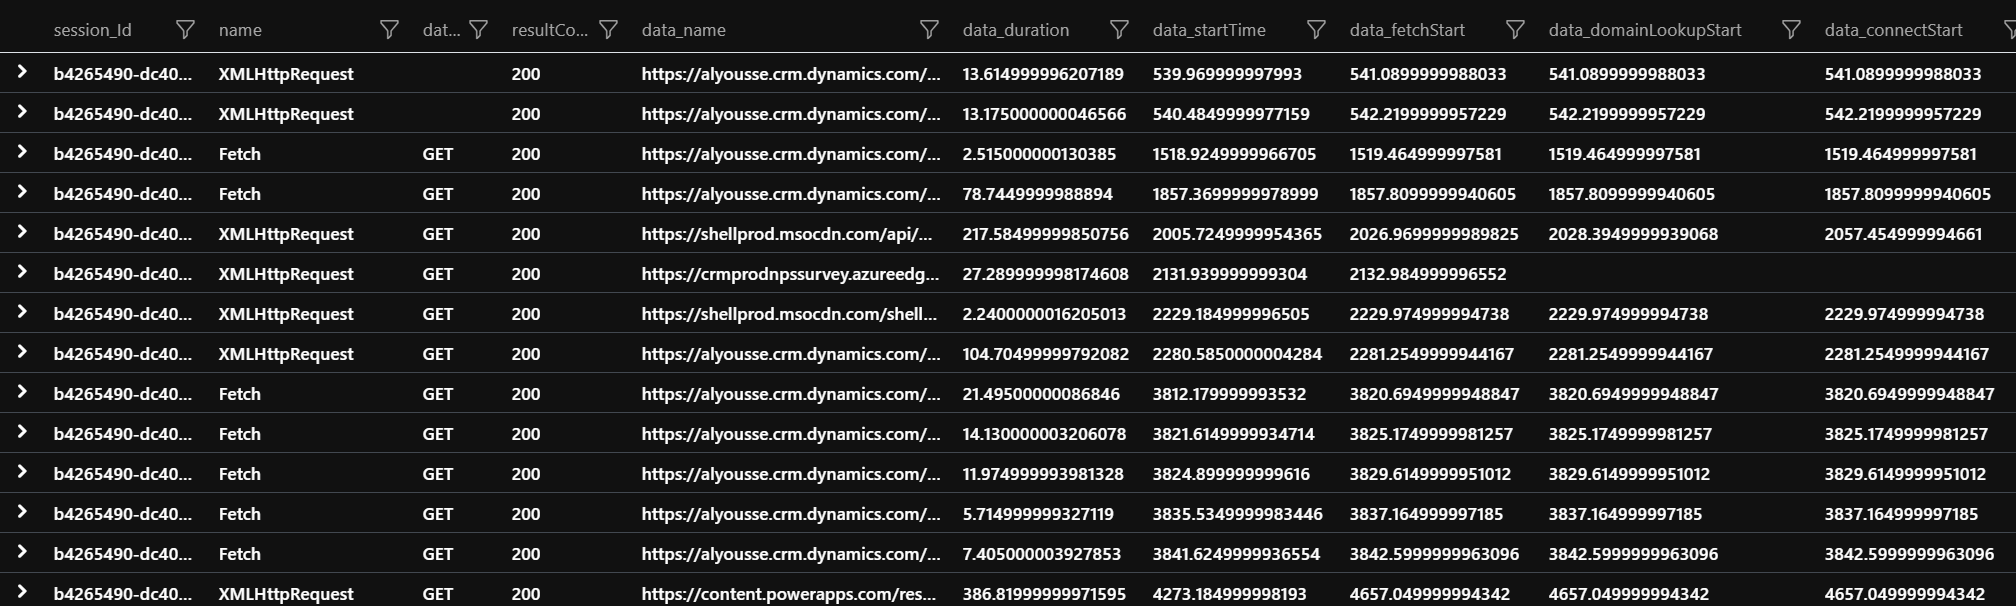 session_Id name dat... resultCo... data_name data_duration data_startTime data_fetchStart data_domainLookupStart data_connectStart
b4265490-dc40... XMLHttpRequest 200 https://alyousse.crm.dynamics.com/... 13.614999996207189 539.969999997993 541.0899999988033 541.0899999988033 541.0899999988033
b4265490-dc40... XMLHttpRequest 200 https://alyousse.crm.dynamics.com/... 13.175000000046566 540.4849999977159 542.2199999957229 542.2199999957229 542.2199999957229
b4265490-dc40... Fetch GET 200 https://alyousse.crm.dynamics.com/... 2.515000000130385 1518.9249999966705 1519.464999997581 1519.464999997581 1519.464999997581
b4265490-dc40... Fetch GET 200 https://alyousse.crm.dynamics.com/... 78.7449999988894 1857.3699999978999 1857.8099999940605 1857.8099999940605 1857.8099999940605
b4265490-dc40... XMLHttpRequest GET 200 https://shellprod.msocdn.com/api/... 217.58499999850756 2005.7249999954365 2026.9699999989825 2028.3949999939068 2057.454999994661
b4265490-dc40... XMLHttpRequest GET 200 https://crmprodnpssurvey.azureedg... 27.289999998174608 2131.939999999304 2132.984999996552
b4265490-dc40... XMLHttpRequest GET 200 https://shellprod.msocdn.com/shell... 2.2400000016205013 2229.184999996505 2229.974999994738 2229.974999994738 2229.974999994738
b4265490-dc40... XMLHttpRequest GET 200 https://alyousse.crm.dynamics.com/... 104.70499999792082 2280.5850000004284 2281.2549999944167 2281.2549999944167 2281.2549999944167
b4265490-dc40... Fetch GET 200 https://alyousse.crm.dynamics.com/... 21.49500000086846 3812.179999993532 3820.6949999948847 3820.6949999948847 3820.6949999948847
b4265490-dc40... Fetch GET 200 https://alyousse.crm.dynamics.com/... 14.130000003206078 3821.6149999934714 3825.1749999981257 3825.1749999981257 3825.1749999981257
b4265490-dc40... Fetch GET 200 https://alyousse.crm.dynamics.com/... 11.974999993981328 3824.899999999616 3829.6149999951012 3829.6149999951012 3829.6149999951012
b4265490-dc40... Fetch GET 200 https://alyousse.crm.dynamics.com/... 5.714999999327119 3835.5349999983446 3837.164999997185 3837.164999997185 3837.164999997185
b4265490-dc40... Fetch GET 200 https://alyousse.crm.dynamics.com/... 7.405000003927853 3841.6249999936554 3842.5999999963096 3842.5999999963096 3842.5999999963096
b4265490-dc40... XMLHttpRequest GET 200 https://content.powerapps.com/res... 386.81999999971595 4273.184999998193 4657.049999994342 4657.049999994342 4657.049999994342